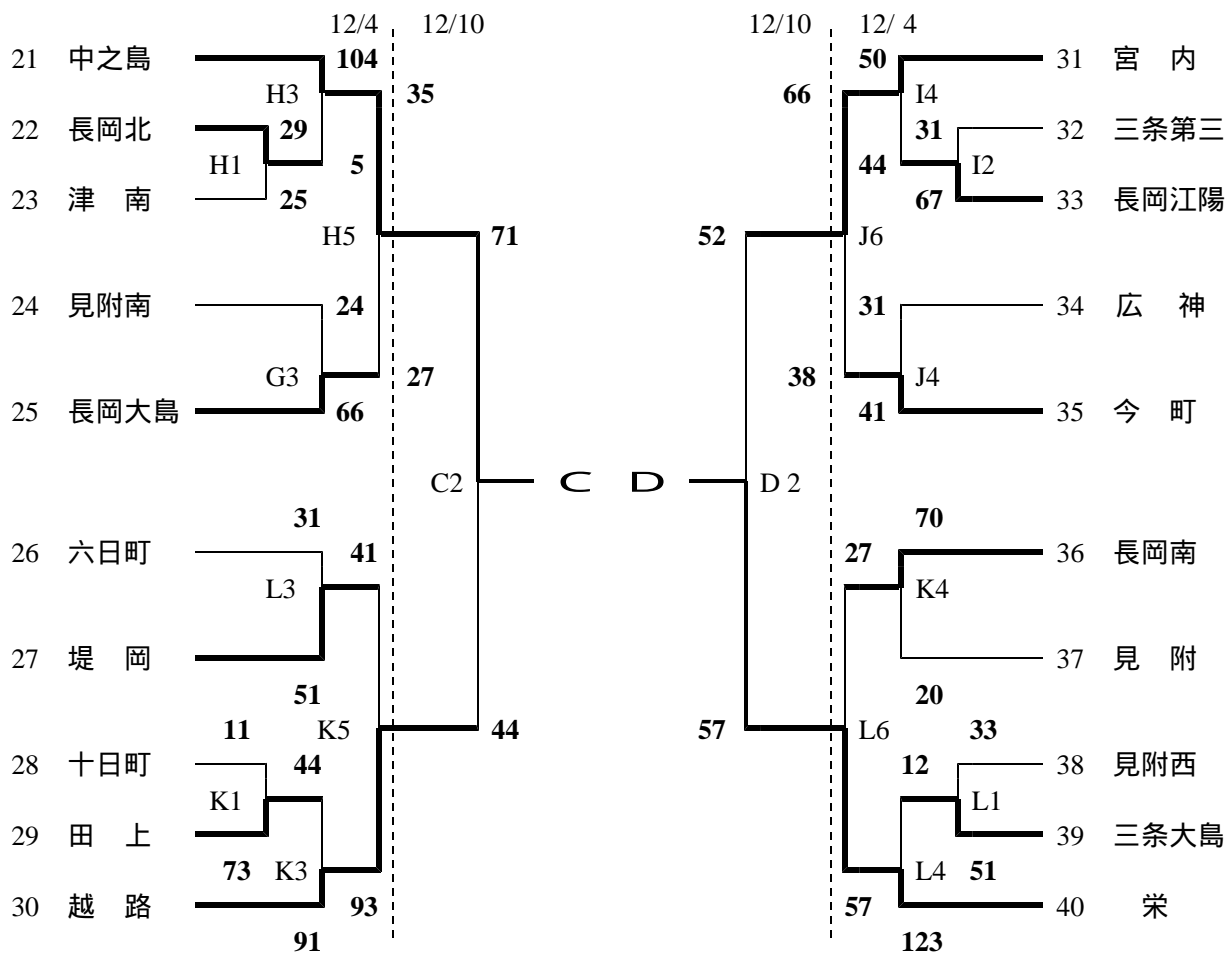 12/4 12/10 12/10 12/ 4
21 中之島 104 50 31 宮 内
H3 35 66 I4
22 長岡北 29 31 32 三条第三
H1 5 44 I2
23 津 南 25 67 33 長岡江陽
H5 71 52 J6
24 見附南 24 31 34 広 神
G3 27 38 J4
25 長岡大島 66 41 35 今 町
C2 C D D 2
31 70
26 六日町 41 27 36 長岡南
L3 K4
27 堤 岡 37 見 附
51 20
11 K5 44 57 L6 33
28 十日町 44 12 38 見附西
K1 L1
29 田 上 39 三条大島
73 K3 L4 51
30 越 路 93 57 40 栄
91 123